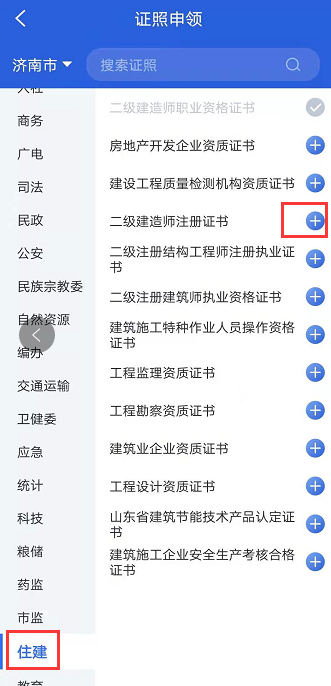 证照申领
济南市
搜索证照
人社
商务
广电
司法
民政
公安
民族宗教委
自然资源
编办
交通运输
卫健委
应急
统计
科技
粮储
药监
市监
住建
教育
二级建造师职业资格证书
房地产开发企业资质证书
建设工程质量检测机构资质证书
二级建造师注册证书
二级注册结构工程师注册执业证
书
二级注册建筑师执业资格证书
建筑施工特种作业人员操作资格
证书
工程监理资质证书
工程勘察资质证书
建筑业企业资质证书
工程设计资质证书
山东省建筑节能技术产品认定证
书
建筑施工企业安全生产考核合格
证书